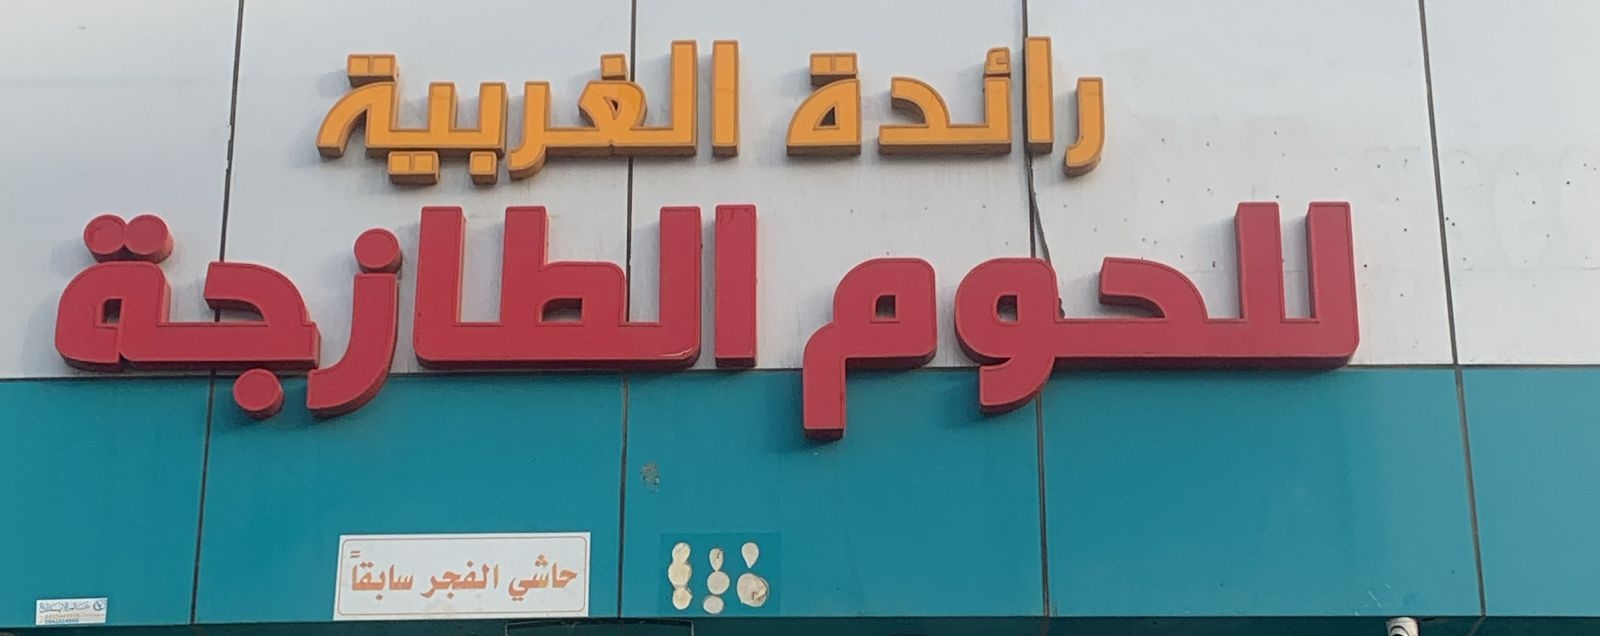 رائدة الغربية
للحوم الطازجة
حاشي الفجر سابقاً